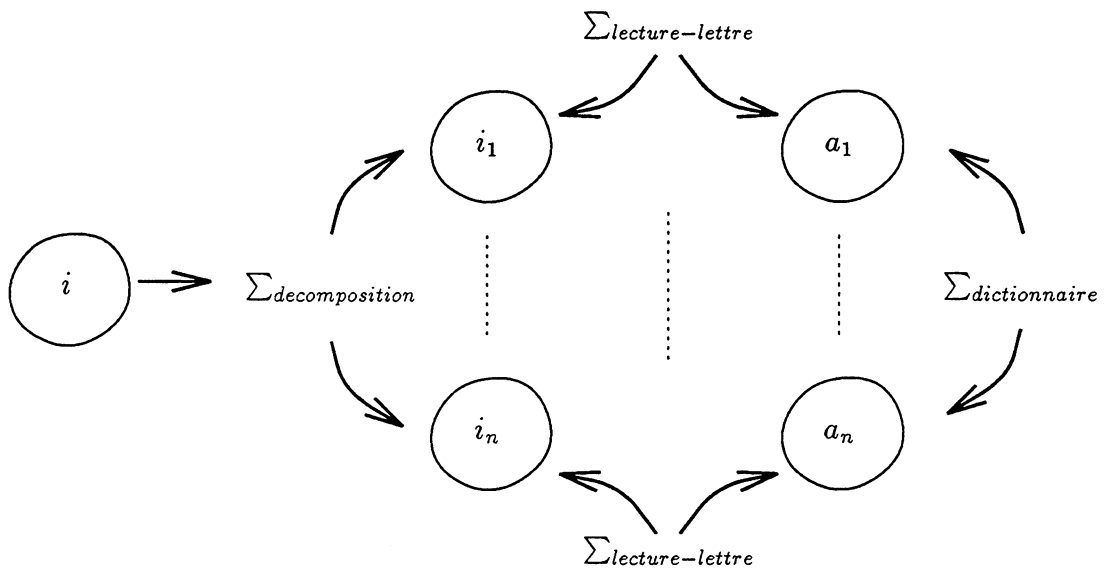 ∑lecture−lettre
i₁
a₁
i
∑decomposition
∑dictionnaire
iₙ
aₙ
∑lecture−lettre